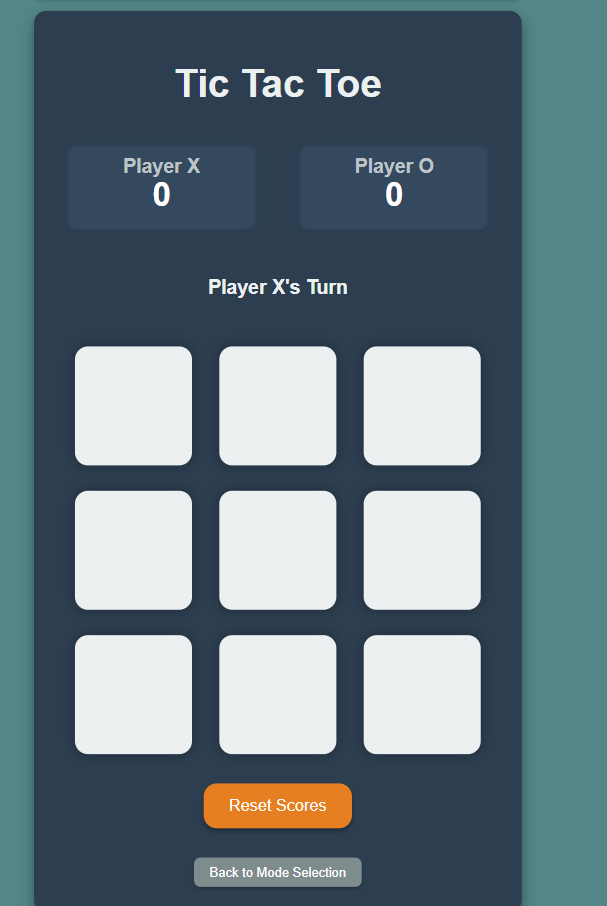 Tic Tac Toe
Player X
0
Player O
0
Player X's Turn
Reset Scores
Back to Mode Selection